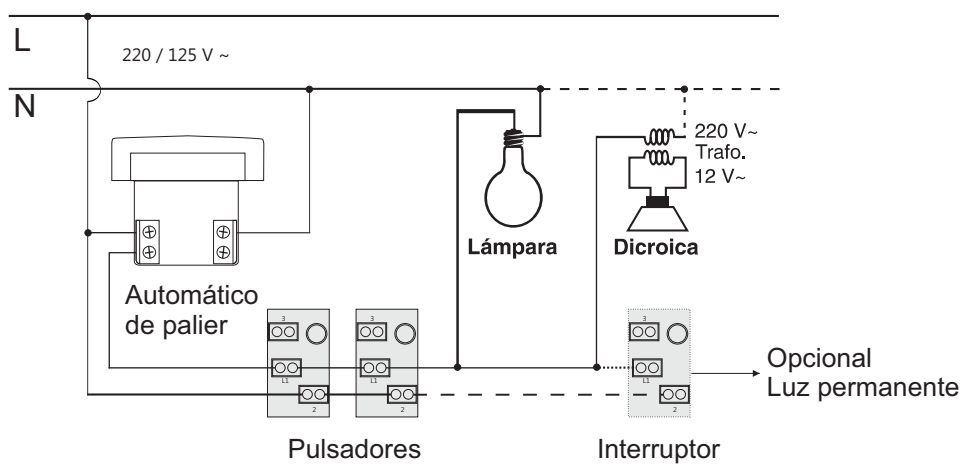 L
220 / 125 V ~
N
220 V~
Trafo.
12 V~
Lámpara
Dicroica
Automático
de palier
3
L1
2
3
L1
2
3
L1
2
Opcional
Luz permanente
Pulsadores
Interruptor